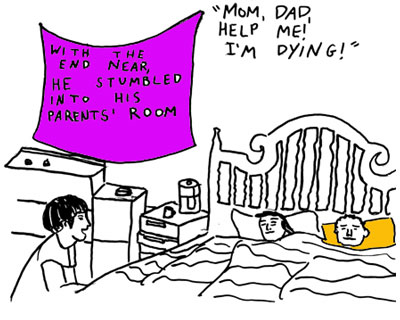 WITH THE
END NEAR,
HE STUMBLED
INTO HIS
PARENTS' ROOM
"MOM, DAD,
HELP ME!
I'M DYING!"